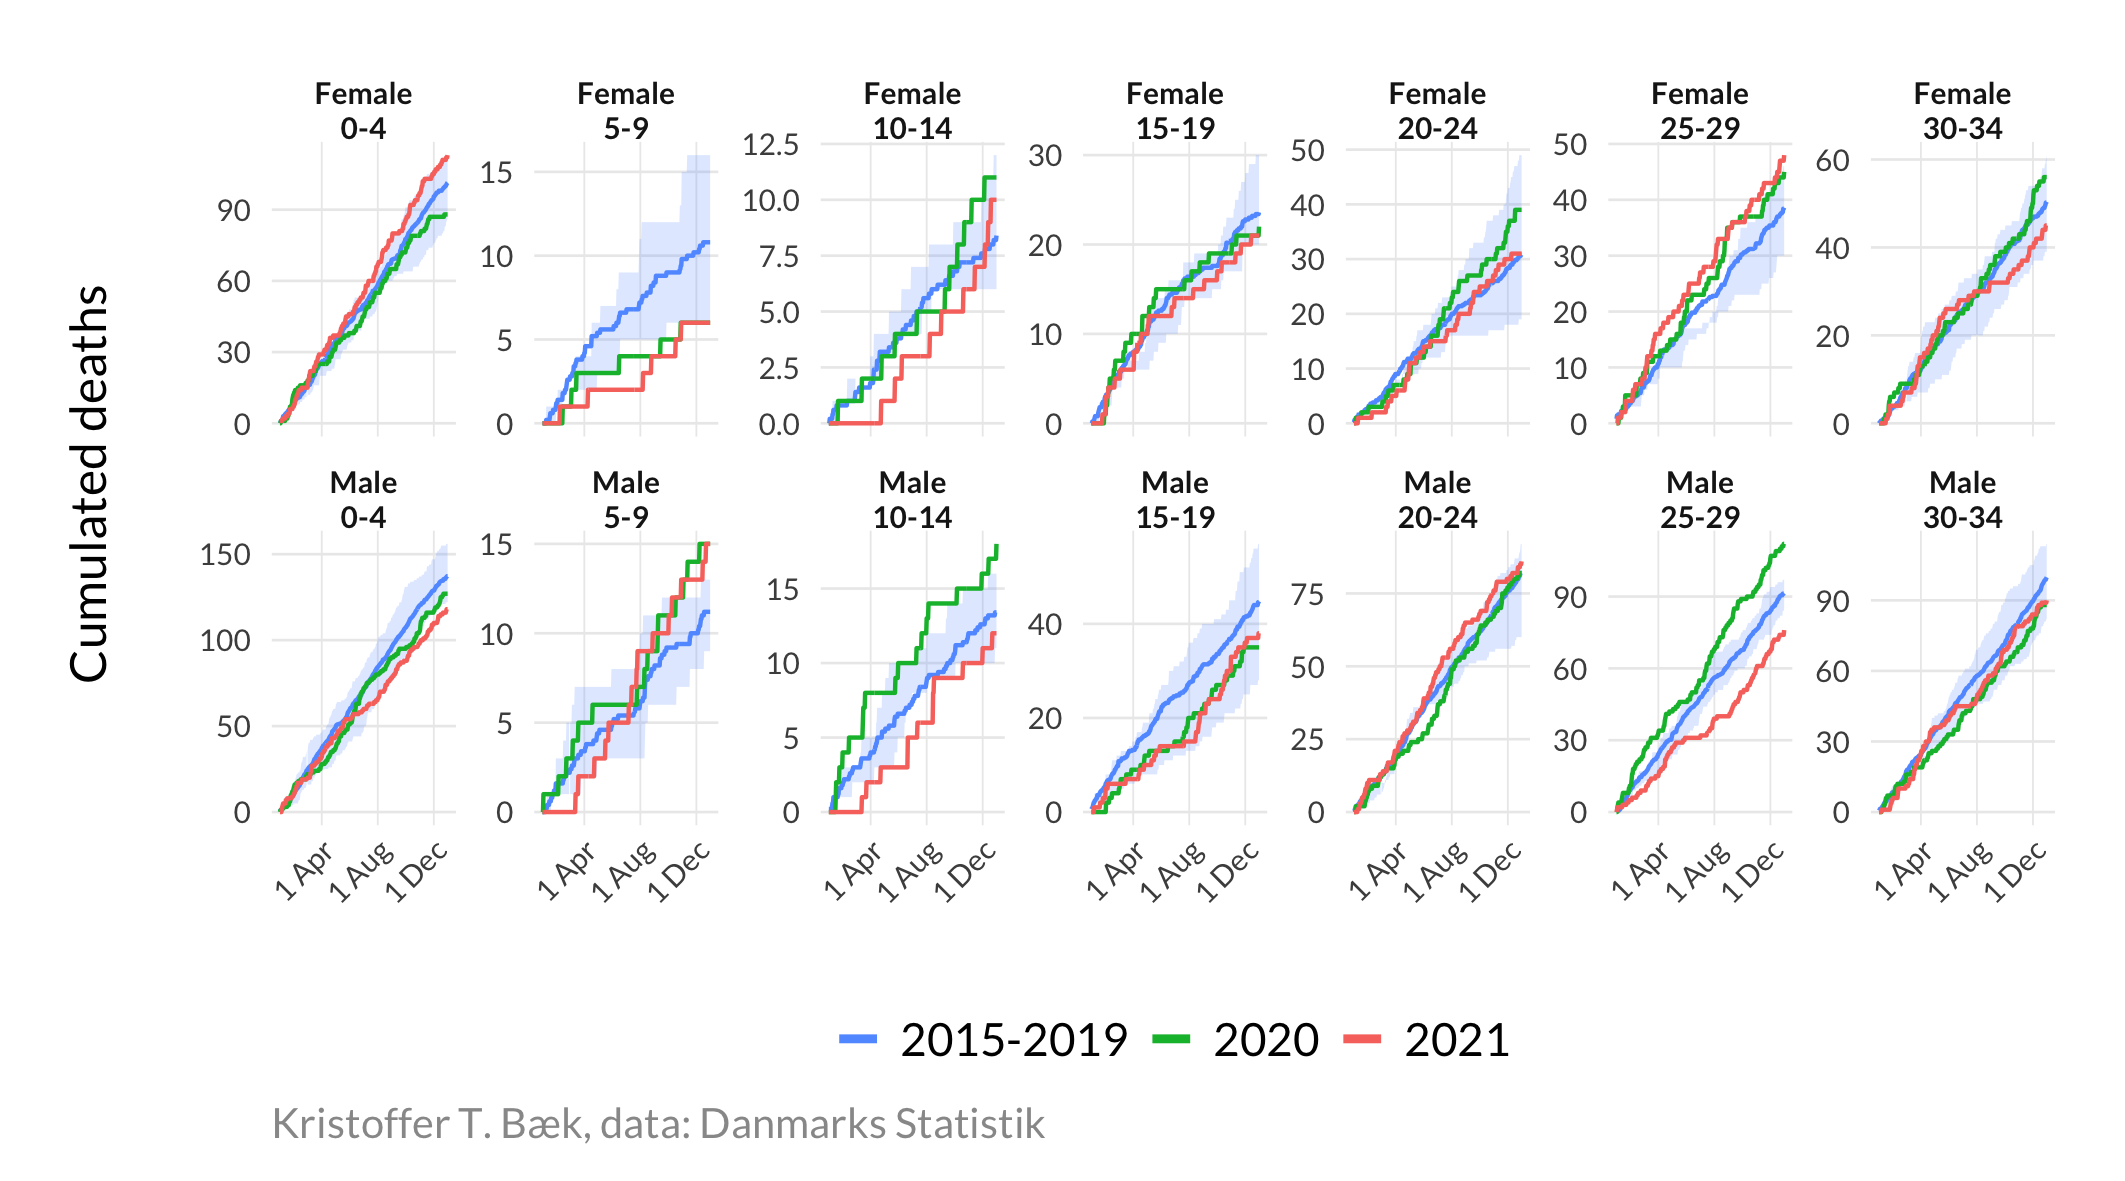 Cumulated deaths
Female
0-4
Female
5-9
Female
10-14
Female
15-19
Female
20-24
Female
25-29
Female
30-34
90
60
30
0
15
10
5
0
12.5
10.0
7.5
5.0
2.5
0.0
30
20
10
0
50
40
30
20
10
0
50
40
30
20
10
0
60
40
20
0
Male
0-4
Male
5-9
Male
10-14
Male
15-19
Male
20-24
Male
25-29
Male
30-34
150
100
50
0
15
10
5
0
15
10
5
0
40
20
0
75
50
25
0
90
60
30
0
90
60
30
0
1 Apr
1 Aug
1 Dec
1 Apr
1 Aug
1 Dec
1 Apr
1 Aug
1 Dec
1 Apr
1 Aug
1 Dec
1 Apr
1 Aug
1 Dec
1 Apr
1 Aug
1 Dec
1 Apr
1 Aug
1 Dec
2015-2019 2020 2021
Kristoffer T. Bæk, data: Danmarks Statistik